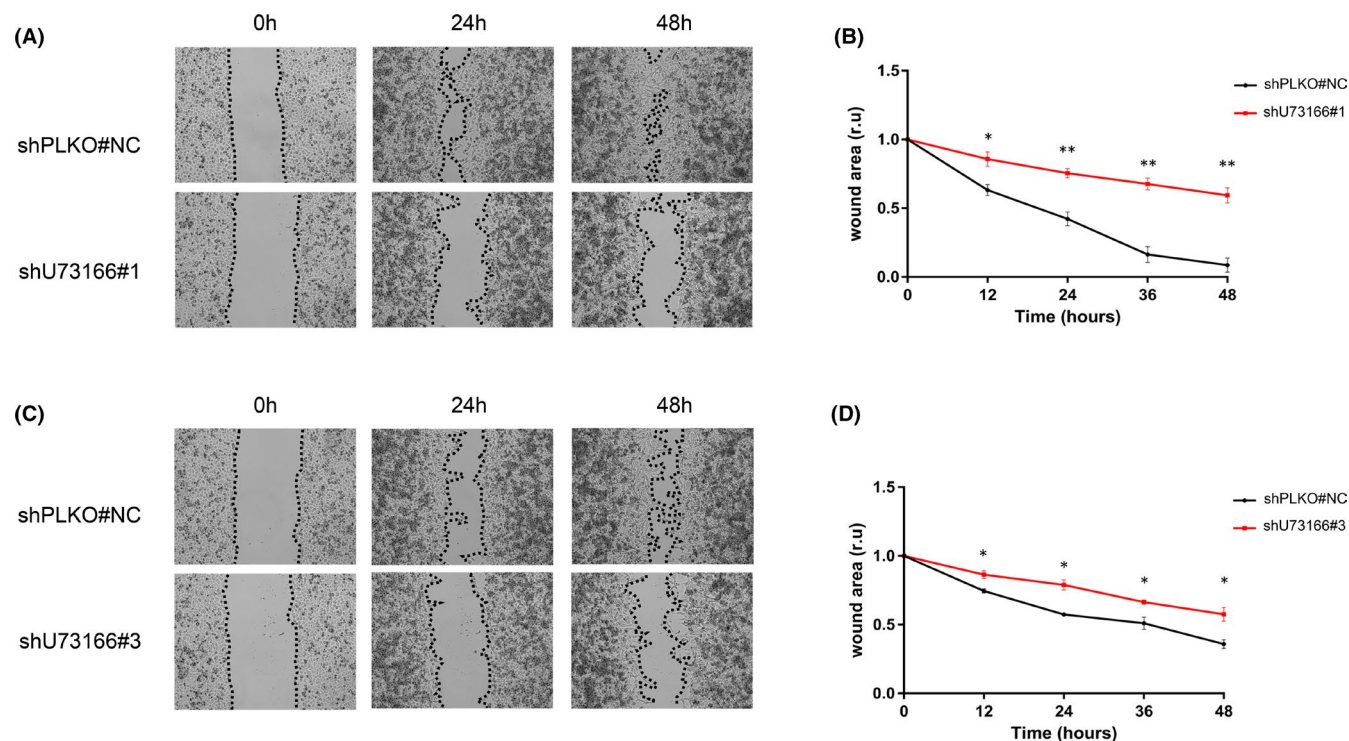 (A)
0h 24h 48h
shPLKO#NC
shU73166#1
(B)
1.5
1.0
0.5
0.0
wound area (r.u)
* ** ** **
0 12 24 36 48
Time (hours)
shPLKO#NC
shU73166#1
(C)
0h 24h 48h
shPLKO#NC
shU73166#3
(D)
1.5
1.0
0.5
0.0
wound area (r.u)
* * * *
0 12 24 36 48
Time (hours)
shPLKO#NC
shU73166#3